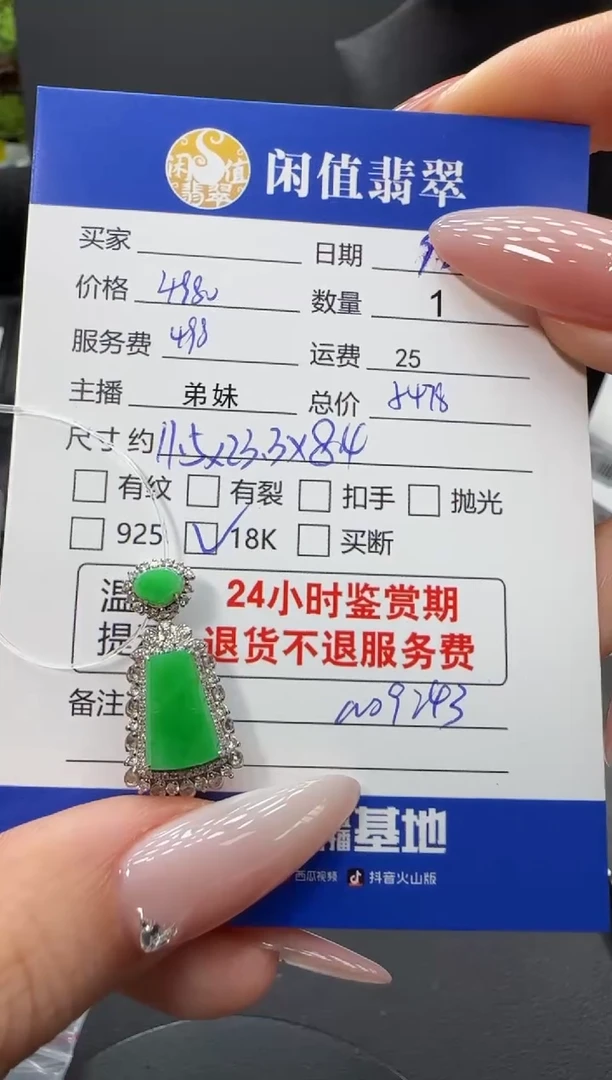 闲值翡翠 闲值翡翠
买家 日期
价格 4980 数量 1
服务费 498 运费 25
主播 弟妹 总价 5478
尺寸约 11.5x23.3x8.4
有纹 有裂 扣手 抛光
925 18K 买断
温 24小时鉴赏期
提 退货不退服务费
备注 no9243
播基地
西瓜视频 抖音火山版